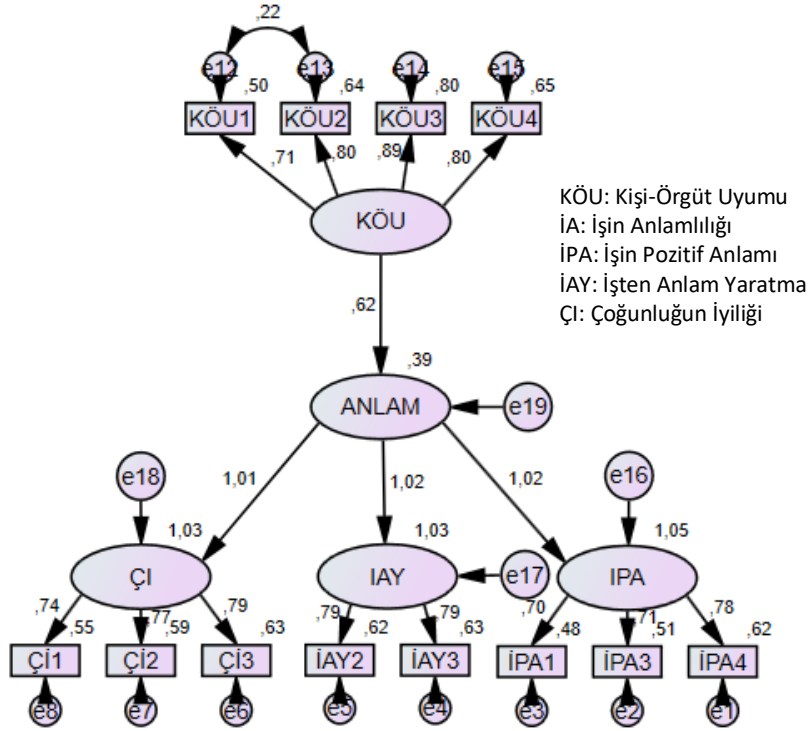 ,22
e12 e13 e14 e15
,50 ,64 ,80 ,65
KÖU1 KÖU2 KÖU3 KÖU4
,71 ,80 ,89 ,80
KÖU
KÖU: Kişi-Örgüt Uyumu
İA: İşin Anlamlılığı
İPA: İşin Pozitif Anlamı
İAY: İşten Anlam Yaratma
ÇI: Çoğunluğun İyiliği
,62
,39
ANLAM e19
e18 1,01 1,02 1,02 e16
1,03 1,03 1,05
ÇI IAY e17 IPA
,74 ,77 ,79 ,79 ,79 ,70 ,71 ,78
,55 ,59 ,63 ,62 ,63 ,48 ,51 ,62
Çİ1 Çİ2 Çİ3 İAY2 İAY3 İPA1 İPA3 İPA4
e8 e7 e6 e5 e4 e3 e2 e1